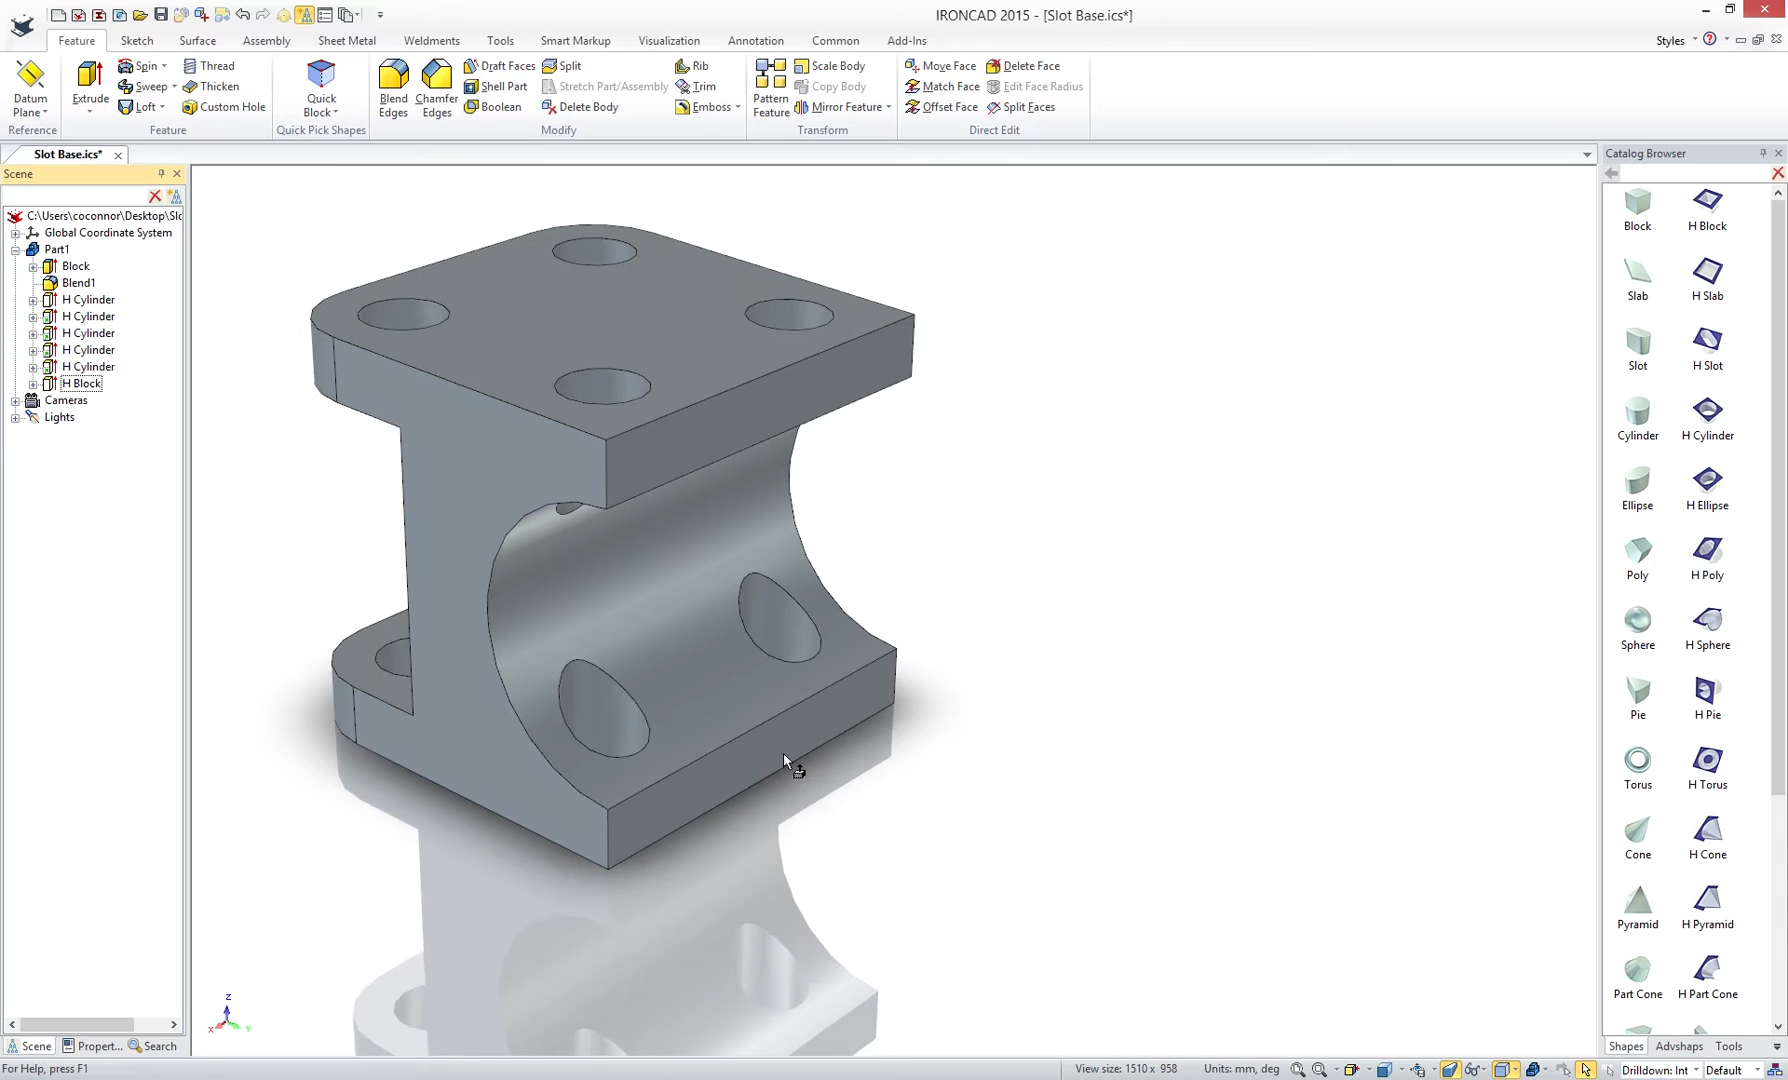 IRONCAD 2015 - [Slot Base.ics*]
Feature Sketch Surface Assembly Sheet Metal Weldments Tools Smart Markup Visualization Annotation Common Add-Ins Styles
Datum Plane
Reference
Extrude
Spin
Sweep
Loft
Thread
Thicken
Custom Hole
Feature
Quick Block
Quick Pick Shapes
Blend Edges
Chamfer Edges
Draft Faces
Shell Part
Boolean
Split
Stretch Part/Assembly
Delete Body
Rib
Trim
Emboss
Modify
Pattern Feature
Scale Body
Copy Body
Mirror Feature
Transform
Move Face
Match Face
Offset Face
Delete Face
Edit Face Radius
Split Faces
Direct Edit
Slot Base.ics*
Scene
C:\Users\coconnor\Desktop\Slo
Global Coordinate System
Part1
Block
Blend1
H Cylinder
H Cylinder
H Cylinder
H Cylinder
H Cylinder
H Block
Cameras
Lights
Scene Propert... Search
Z
X
Y
Catalog Browser
Block H Block
Slab H Slab
Slot H Slot
Cylinder H Cylinder
Ellipse H Ellipse
Poly H Poly
Sphere H Sphere
Pie H Pie
Torus H Torus
Cone H Cone
Pyramid H Pyramid
Part Cone H Part Cone
Shapes Advshaps Tools
For Help, press F1
View size: 1510 x 958
Units: mm, deg
Drilldown: Int
Default